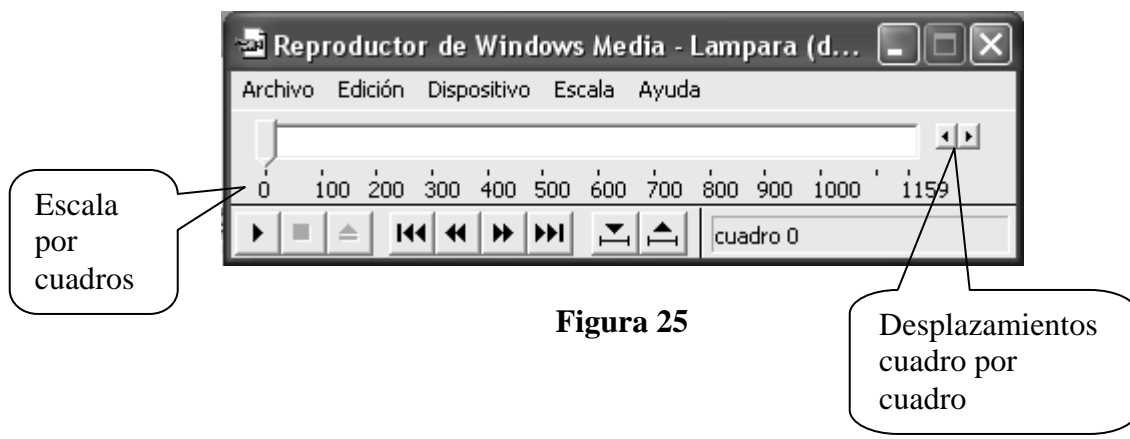 Reproductor de Windows Media - Lampara (d...
Archivo Edición Dispositivo Escala Ayuda
0 100 200 300 400 500 600 700 800 900 1000 1159
cuadro 0
Escala
por
cuadros
Figura 25
Desplazamientos
cuadro por
cuadro